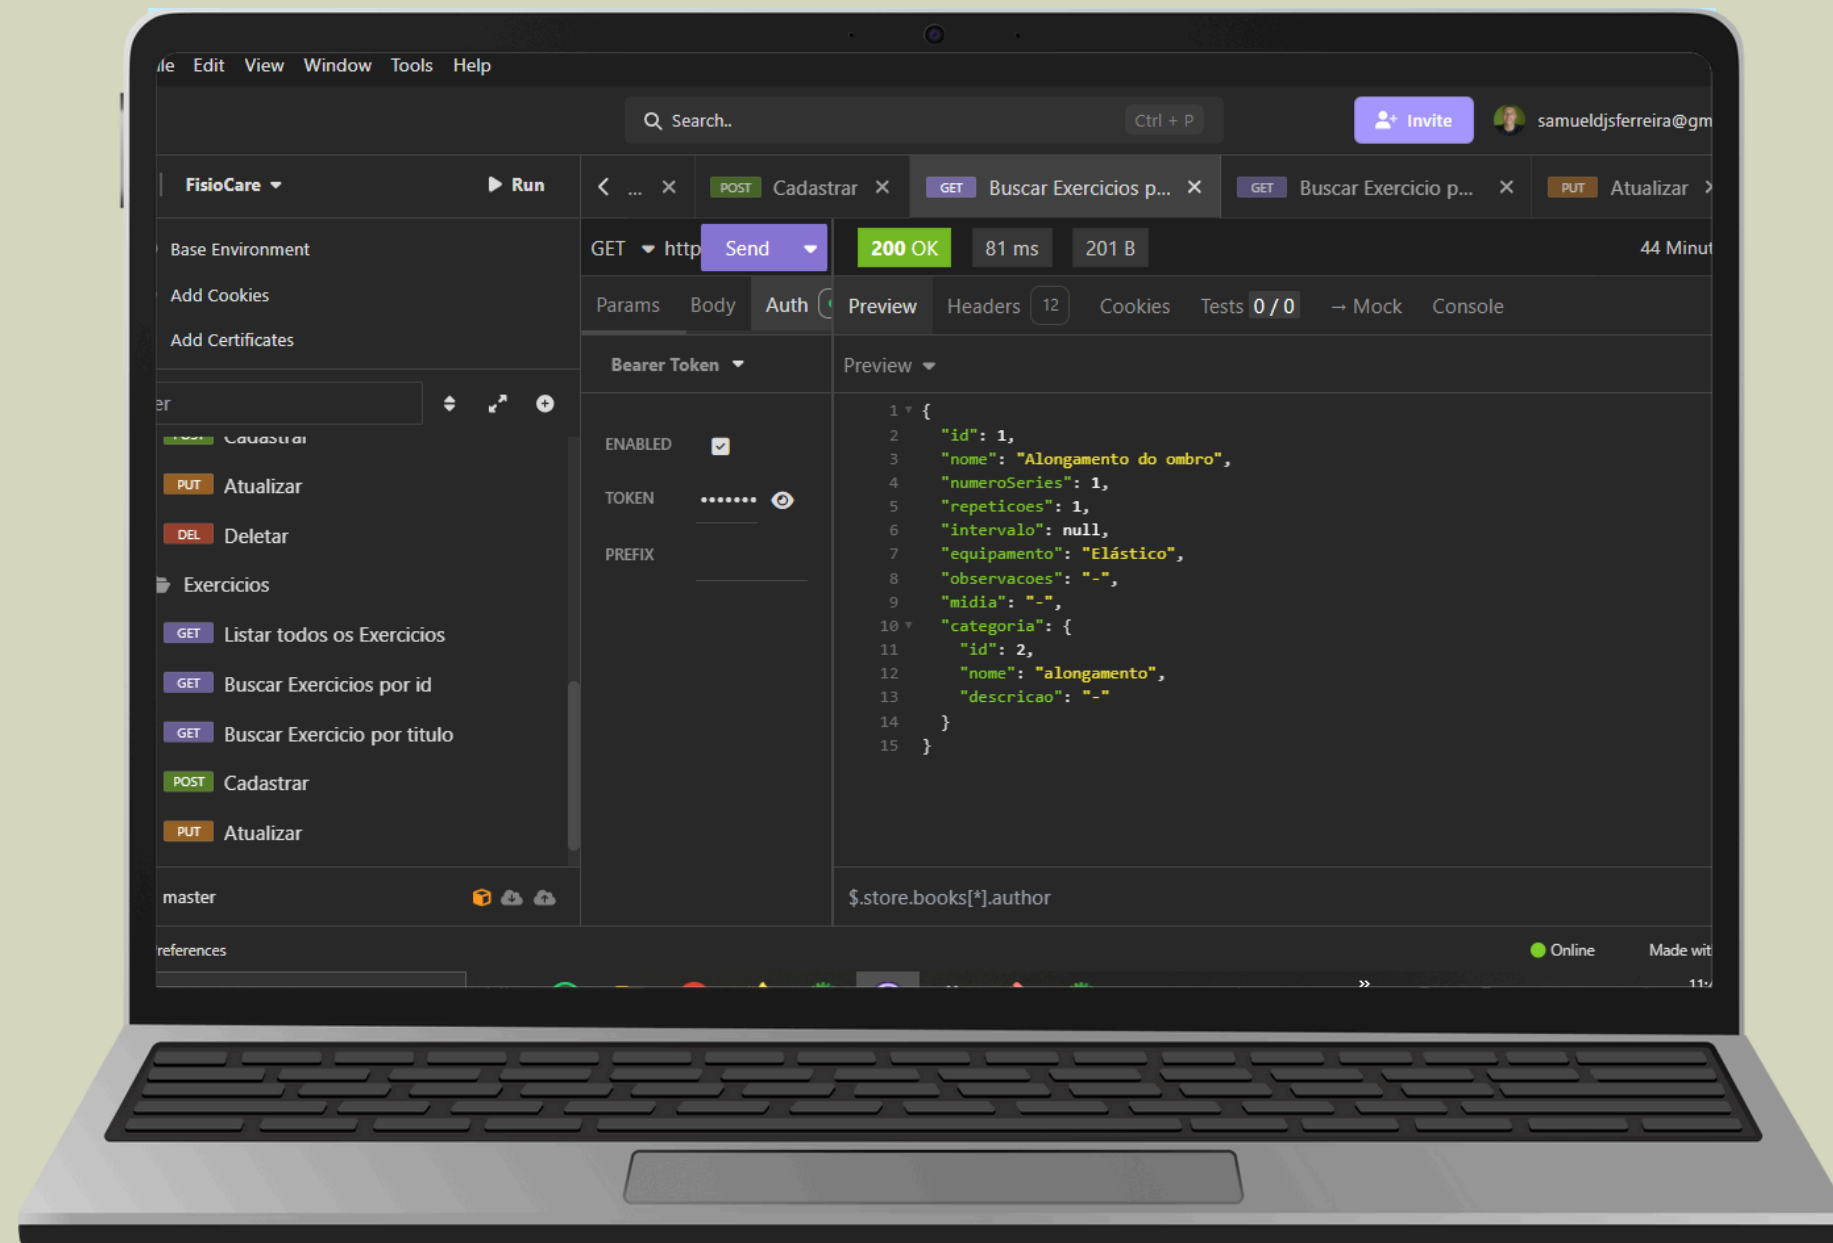 Edit View Window Tools Help
Search.. Ctrl + P Invite samueldjsferreira@gm
FisioCare Run
... POST Cadastrar GET Buscar Exercicios p... GET Buscar Exercicio p... PUT Atualizar
Base Environment
Add Cookies
Add Certificates
POST Cadastrar
PUT Atualizar
DEL Deletar
Exercicios
GET Listar todos os Exercicios
GET Buscar Exercicios por id
GET Buscar Exercicio por titulo
POST Cadastrar
PUT Atualizar
master
GET http Send
Params Body Auth
Bearer Token
ENABLED
TOKEN •••••••
PREFIX
200 OK 81 ms 201 B 44 Minut
Preview Headers 12 Cookies Tests 0 / 0 → Mock Console
Preview
1 {
2 "id": 1,
3 "nome": "Alongamento do ombro",
4 "numeroSeries": 1,
5 "repeticoes": 1,
6 "intervalo": null,
7 "equipamento": "Elástico",
8 "observacoes": "-",
9 "midia": "-",
10 "categoria": {
11 "id": 2,
12 "nome": "alongamento",
13 "descricao": "-"
14 }
15 }
$.store.books[*].author
references Online Made wit